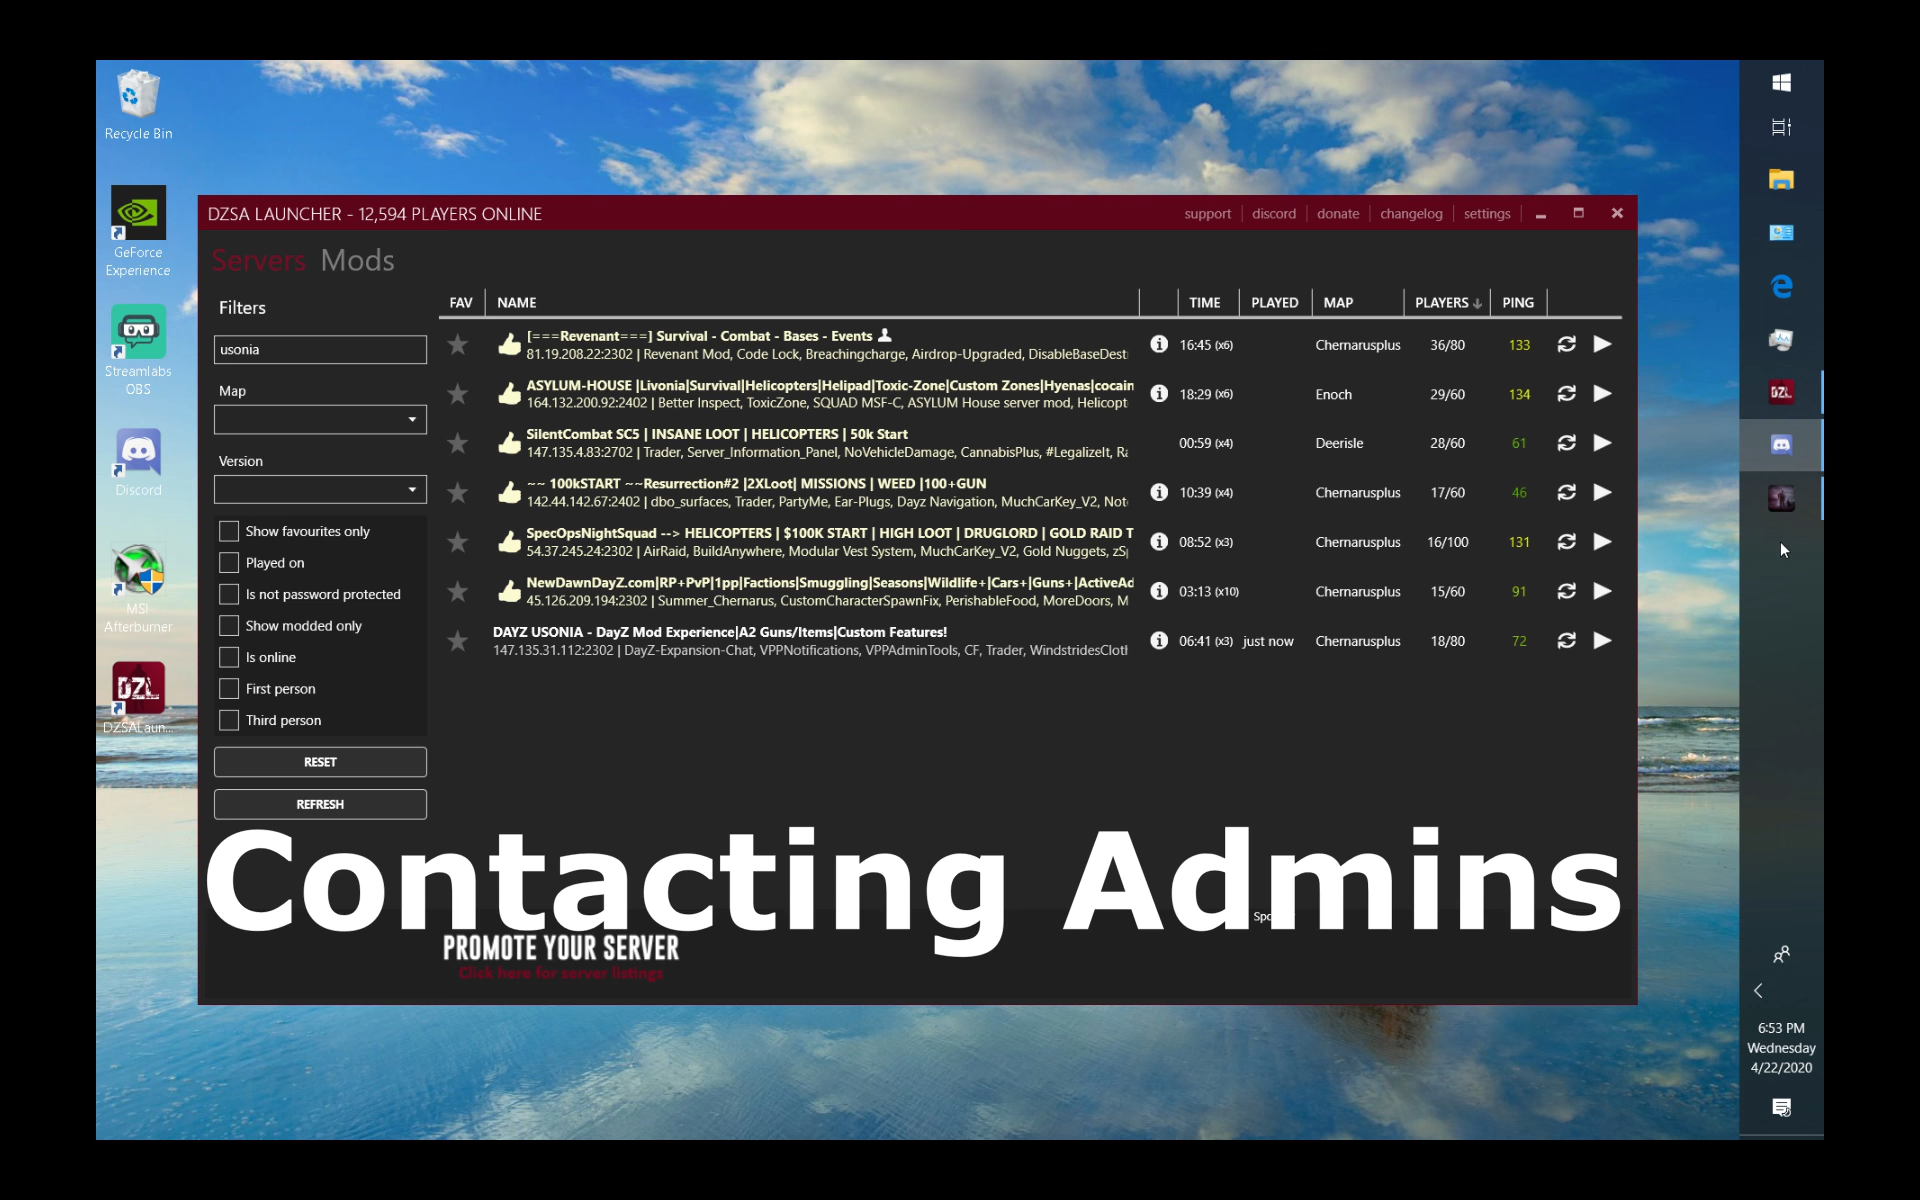 Recycle Bin
GeForce
Experience
Streamlabs
OBS
Discord
MSI
Afterburner
DZL
DZSALaun...
DZSA LAUNCHER - 12,594 PLAYERS ONLINE
support
discord
donate
changelog
settings
Servers Mods
Filters
usonia
Map
Version
Show favourites only
Played on
Is not password protected
Show modded only
Is online
First person
Third person
RESET
REFRESH
FAV NAME TIME PLAYED MAP PLAYERS PING
[===Revenant===] Survival - Combat - Bases - Events
81.19.208.22:2302 | Revenant Mod, Code Lock, Breachingcharge, Airdrop-Upgraded, DisableBaseDest
16:45 (x6) Chernarusplus 36/80 133
ASYLUM-HOUSE |Livonia|Survival|Helicopters|Helipad|Toxic-Zone|Custom Zones|Hyenas|cocain
164.132.200.92:2402 | Better Inspect, ToxicZone, SQUAD MSF-C, ASYLUM House server mod, Helicopt
18:29 (x6) Enoch 29/60 134
SilentCombat SC5 | INSANE LOOT | HELICOPTERS | 50k Start
147.135.4.83:2702 | Trader, Server_Information_Panel, NoVehicleDamage, CannabisPlus, #LegalizeIt, Ra
00:59 (x4) Deerisle 28/60 61
~~ 100kSTART ~~Resurrection#2 |2XLoot| MISSIONS | WEED |100+GUN
142.44.142.67:2402 | dbo_surfaces, Trader, PartyMe, Ear-Plugs, Dayz Navigation, MuchCarKey_V2, Not
10:39 (x4) Chernarusplus 17/60 46
SpecOpsNightSquad --> HELICOPTERS | $100K START | HIGH LOOT | DRUGLORD | GOLD RAID T
54.37.245.24:2302 | AirRaid, BuildAnywhere, Modular Vest System, MuchCarKey_V2, Gold Nuggets, zSp
08:52 (x3) Chernarusplus 16/100 131
NewDawnDayZ.com|RP+PvP|1pp|Factions|Smuggling|Seasons|Wildlife+|Cars+|Guns+|ActiveAd
45.126.209.194:2302 | Summer_Chernarus, CustomCharacterSpawnFix, PerishableFood, MoreDoors, M
03:13 (x10) Chernarusplus 15/60 91
DAYZ USONIA - DayZ Mod Experience|A2 Guns/Items|Custom Features!
147.135.31.112:2302 | DayZ-Expansion-Chat, VPPNotifications, VPPAdminTools, CF, Trader, WindstridesClotl
06:41 (x3) just now Chernarusplus 18/80 72
Contacting Admins
PROMOTE YOUR SERVER
Click here for server listings
DZL
6:53 PM
Wednesday
4/22/2020